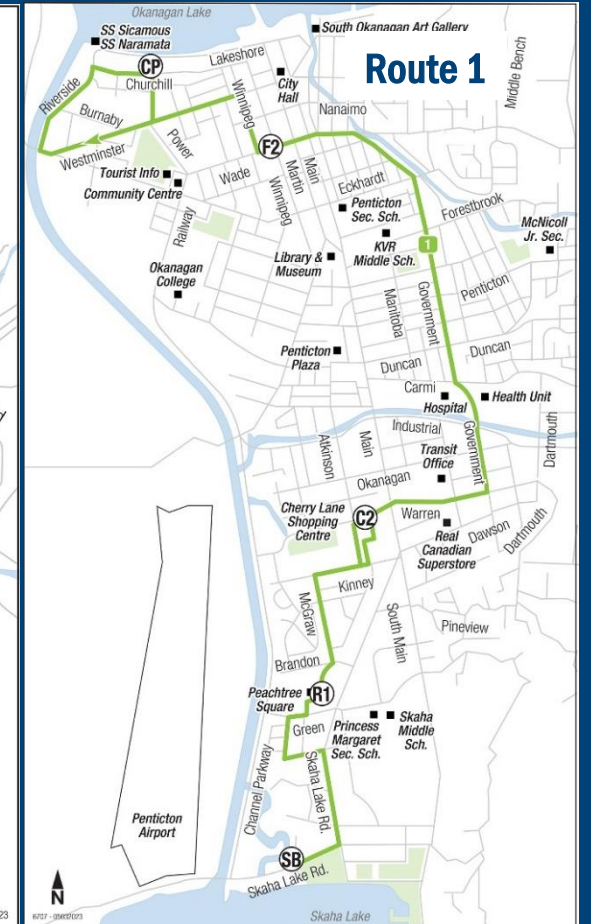 Okanagan Lake
SS Sicamous
SS Naramata
South Okanagan Art Gallery
Route 1
CP
Lakeshore
Churchill
City
Hall
Middle Bench
Riverside
Burnaby
Winnipeg
Nanaimo
Westminster
Power
F2
Tourist Info
Community Centre
Wade
Winnipeg
Martin
Main
Eckhardt
Forestbrook
Penticton
Sec. Sch.
McNicoll
Jr. Sec.
Railway
KVR
Middle Sch.
1
Library &
Museum
Okanagan
College
Penticton
Manitoba
Government
Penticton
Plaza
Duncan
Duncan
Carmi
Hospital
Health Unit
Industrial
Government
Dartmouth
Atkinson
Main
Transit
Office
Okanagan
Cherry Lane
Shopping
Centre
C2
Warren
Real
Canadian
Superstore
Dawson
Dartmouth
Kinney
McGraw
South Main
Pineview
Brandon
Peachtree
Square
R1
Green
Princess
Margaret
Sec. Sch.
Skaha
Middle
Sch.
Channel Parkway
Skaha Lake Rd.
Penticton
Airport
SB
Skaha Lake Rd.
N
Skaha Lake
23